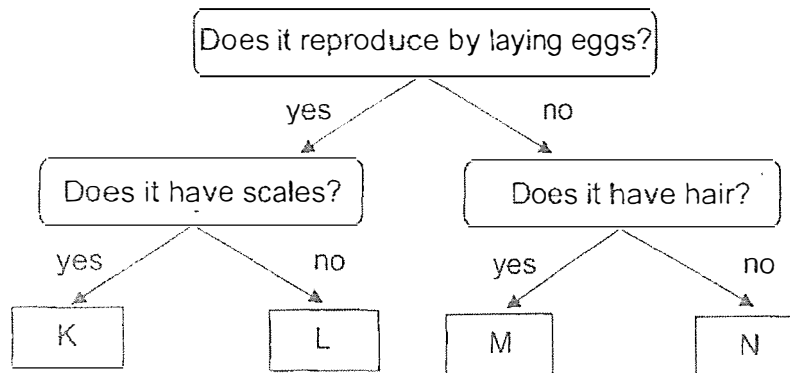 Does it reproduce by laying eggs?
yes
no
Does it have scales?
Does it have hair?
yes
no
yes
no
K
L
M
N